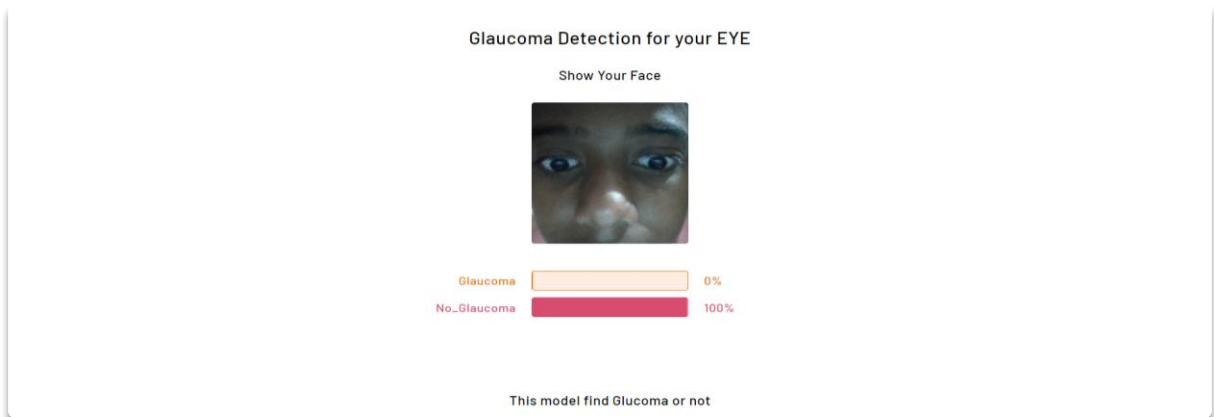 Glaucoma Detection for your EYE
Show Your Face
Glaucoma 0%
No_Glaucoma 100%
This model find Glucoma or not